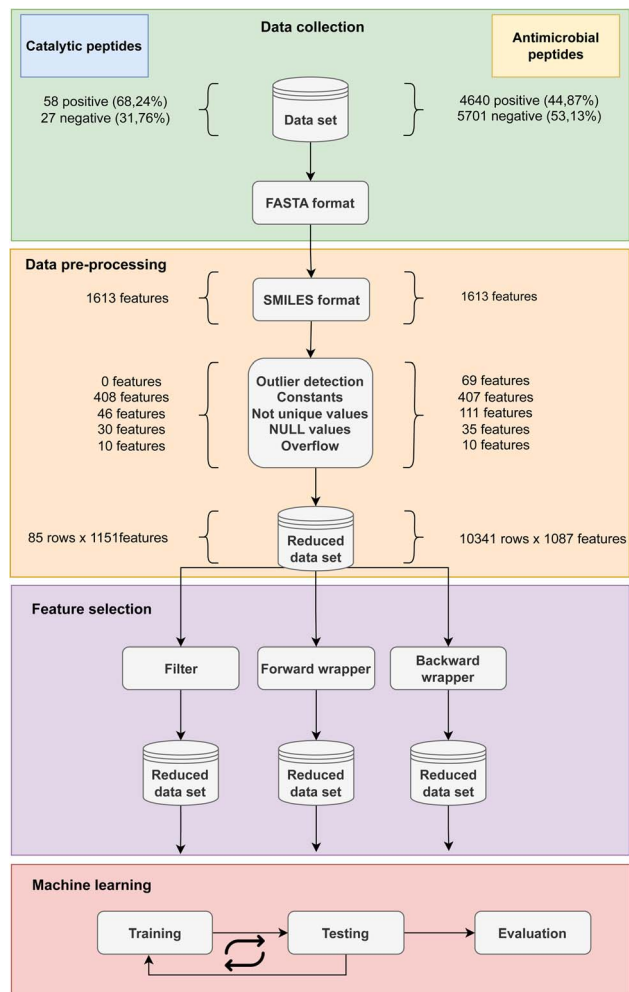 Data collection
Catalytic peptides
Antimicrobial
peptides
58 positive (68,24%)
27 negative (31,76%)
Data set
4640 positive (44,87%)
5701 negative (53,13%)
FASTA format
Data pre-processing
1613 features
SMILES format
1613 features
0 features
408 features
46 features
30 features
10 features
Outlier detection
Constants
Not unique values
NULL values
Overflow
69 features
407 features
111 features
35 features
10 features
85 rows x 1151features
Reduced
data set
10341 rows x 1087 features
Feature selection
Filter
Forward wrapper
Backward
wrapper
Reduced
data set
Reduced
data set
Reduced
data set
Machine learning
Training
Testing
Evaluation